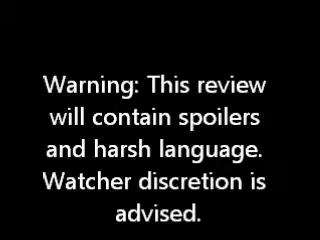 Warning: This review
will contain spoilers
and harsh language.
Watcher discretion is
advised.